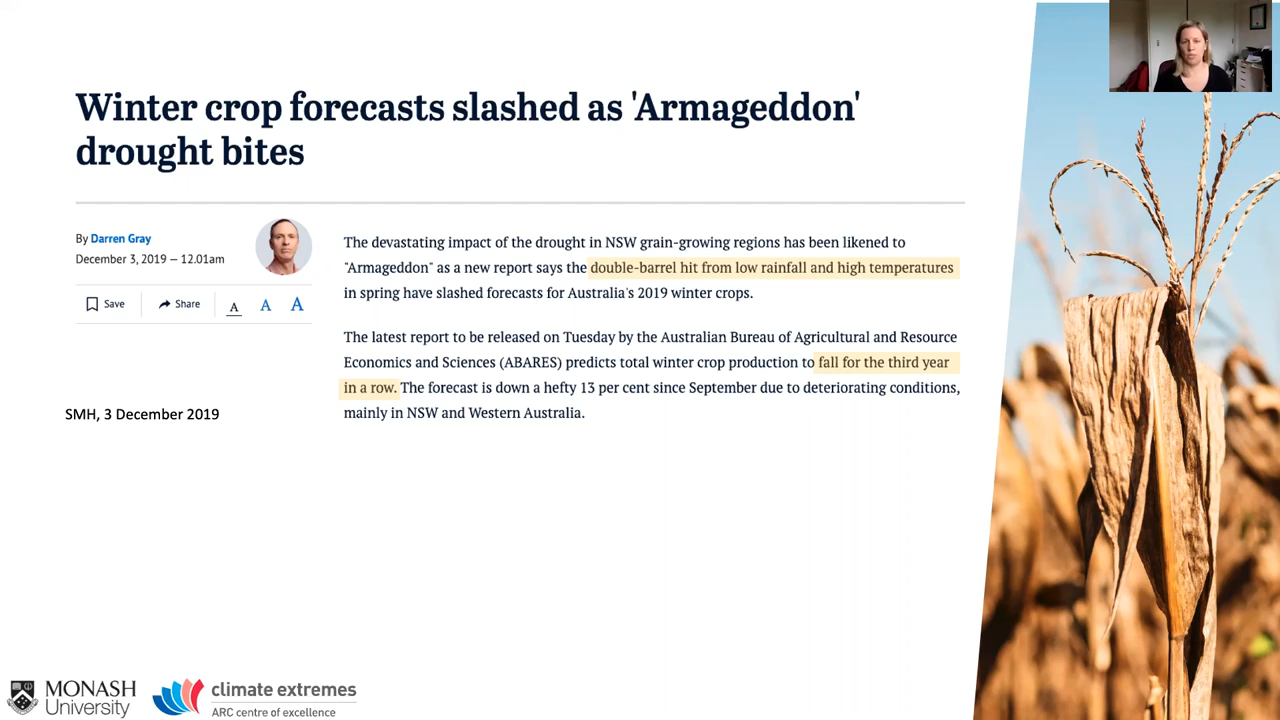 Winter crop forecasts slashed as 'Armageddon'
drought bites
By Darren Gray
December 3, 2019 — 12.01am
Save
Share
A
A
A
The devastating impact of the drought in NSW grain-growing regions has been likened to
"Armageddon" as a new report says the double-barrel hit from low rainfall and high temperatures
in spring have slashed forecasts for Australia's 2019 winter crops.
The latest report to be released on Tuesday by the Australian Bureau of Agricultural and Resource
Economics and Sciences (ABARES) predicts total winter crop production to fall for the third year
in a row. The forecast is down a hefty 13 per cent since September due to deteriorating conditions,
mainly in NSW and Western Australia.
SMH, 3 December 2019
MONASH
University
climate extremes
ARC centre of excellence